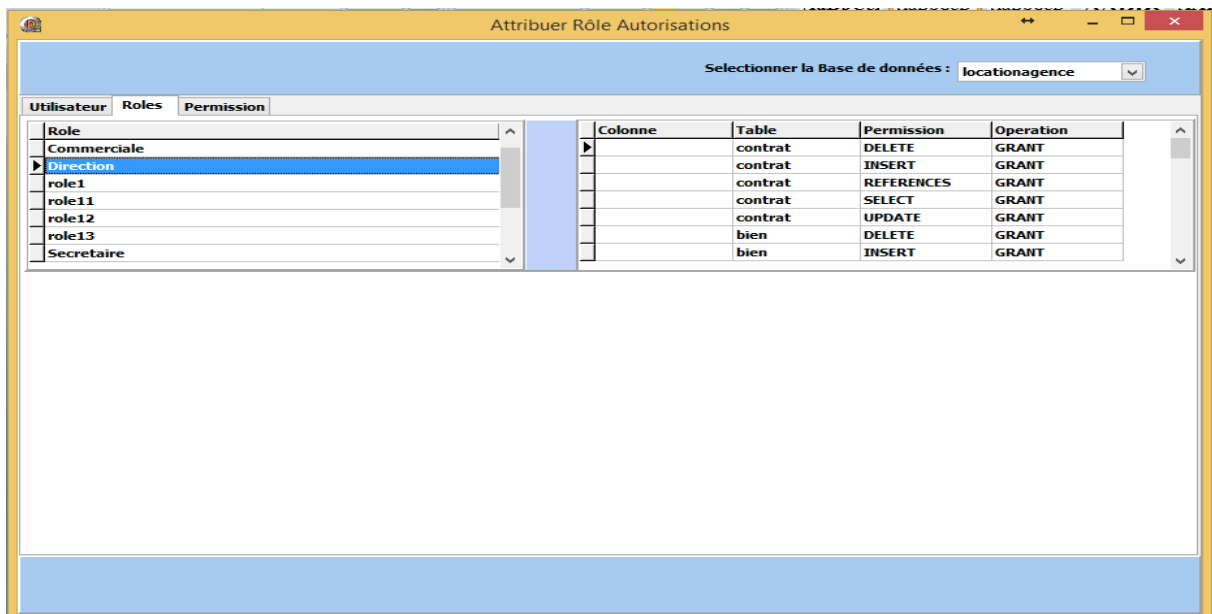 Attribuer Rôle Autorisations
Selectionner la Base de données : locationagence
Utilisateur Roles Permission
Role
Commerciale
Direction
role1
role11
role12
role13
Secretaire
Colonne Table Permission Operation
contrat DELETE GRANT
contrat INSERT GRANT
contrat REFERENCES GRANT
contrat SELECT GRANT
contrat UPDATE GRANT
bien DELETE GRANT
bien INSERT GRANT